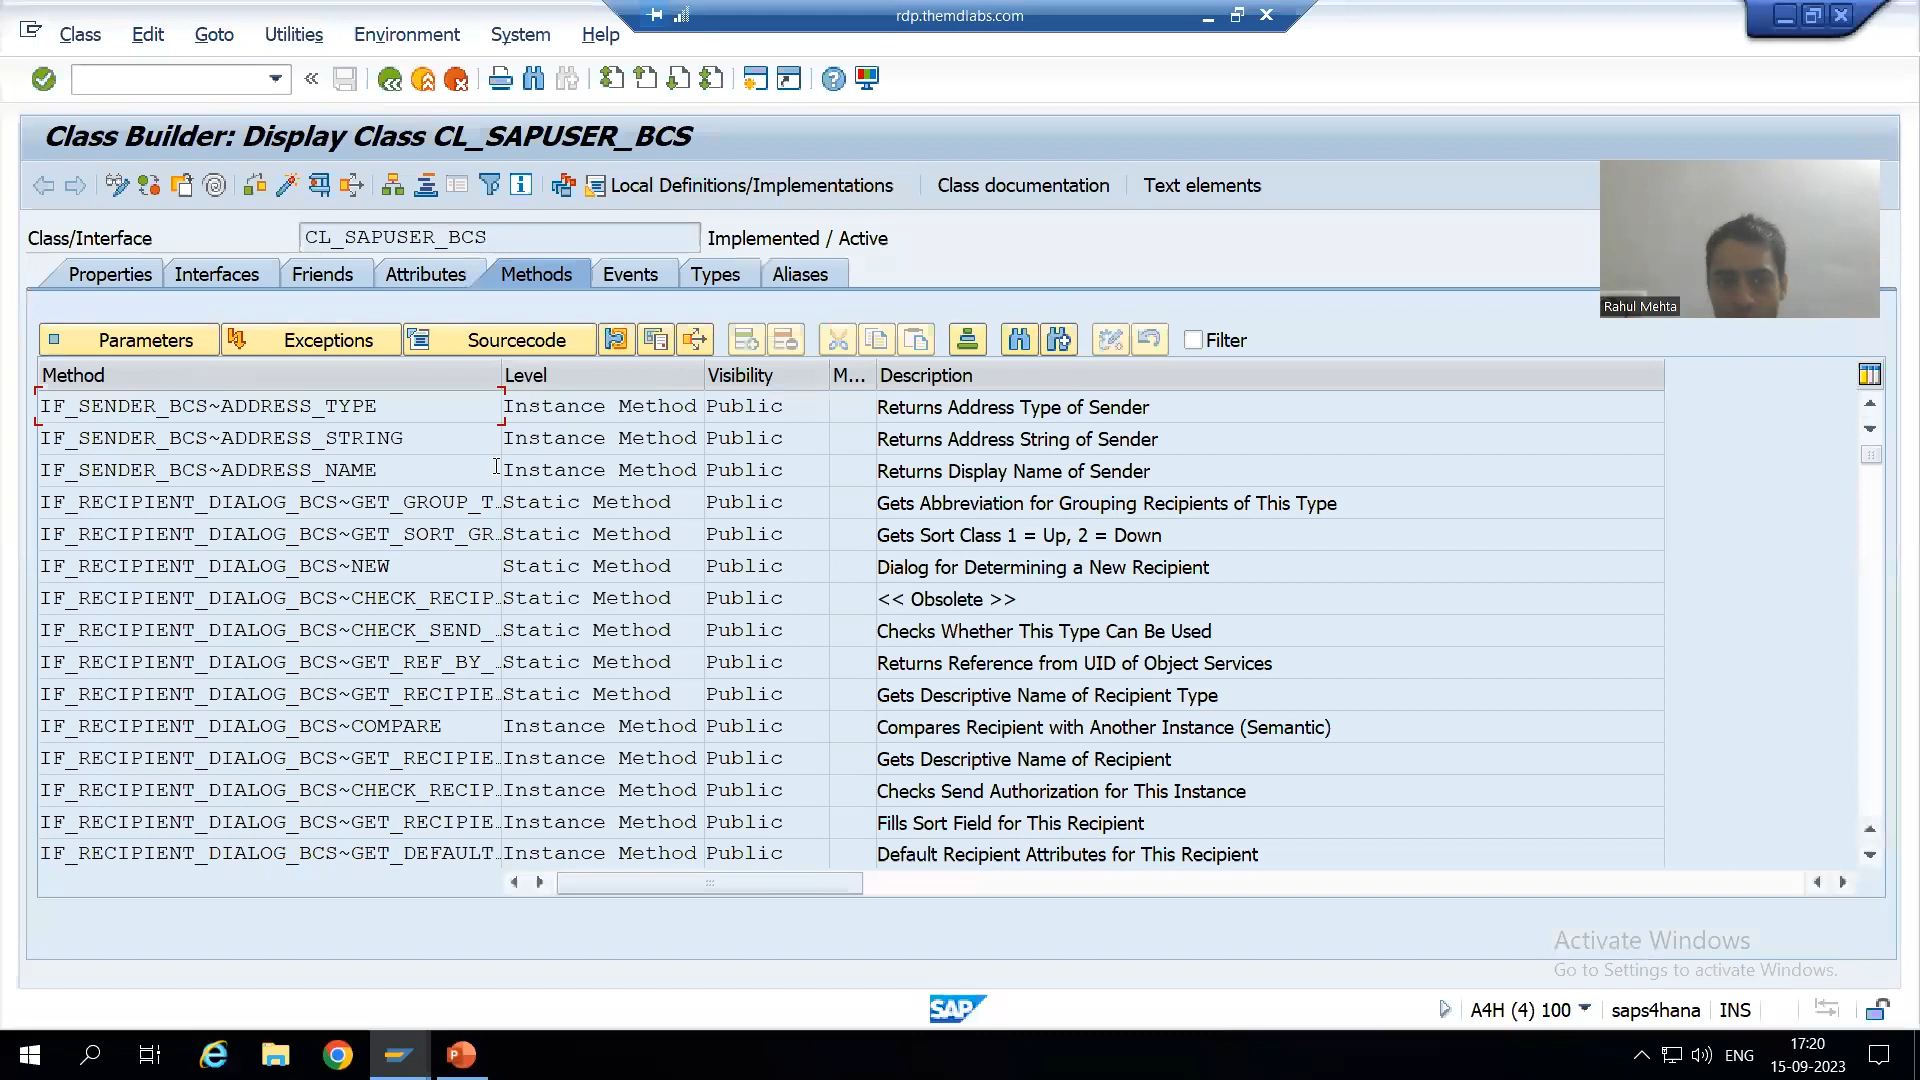 rdp.themdlabs.com
Class Edit Goto Utilities Environment System Help
Class Builder: Display Class CL_SAPUSER_BCS
Local Definitions/Implementations Class documentation Text elements
Class/Interface CL_SAPUSER_BCS Implemented / Active
Properties Interfaces Friends Attributes Methods Events Types Aliases
Rahul Mehta
Parameters Exceptions Sourcecode Filter
Method Level Visibility M... Description
IF_SENDER_BCS~ADDRESS_TYPE Instance Method Public Returns Address Type of Sender
IF_SENDER_BCS~ADDRESS_STRING Instance Method Public Returns Address String of Sender
IF_SENDER_BCS~ADDRESS_NAME Instance Method Public Returns Display Name of Sender
IF_RECIPIENT_DIALOG_BCS~GET_GROUP_T… Static Method Public Gets Abbreviation for Grouping Recipients of This Type
IF_RECIPIENT_DIALOG_BCS~GET_SORT_GR… Static Method Public Gets Sort Class 1 = Up, 2 = Down
IF_RECIPIENT_DIALOG_BCS~NEW Static Method Public Dialog for Determining a New Recipient
IF_RECIPIENT_DIALOG_BCS~CHECK_RECIP… Static Method Public << Obsolete >>
IF_RECIPIENT_DIALOG_BCS~CHECK_SEND_… Static Method Public Checks Whether This Type Can Be Used
IF_RECIPIENT_DIALOG_BCS~GET_REF_BY_… Static Method Public Returns Reference from UID of Object Services
IF_RECIPIENT_DIALOG_BCS~GET_RECIPIE… Static Method Public Gets Descriptive Name of Recipient Type
IF_RECIPIENT_DIALOG_BCS~COMPARE Instance Method Public Compares Recipient with Another Instance (Semantic)
IF_RECIPIENT_DIALOG_BCS~GET_RECIPIE… Instance Method Public Gets Descriptive Name of Recipient
IF_RECIPIENT_DIALOG_BCS~CHECK_RECIP… Instance Method Public Checks Send Authorization for This Instance
IF_RECIPIENT_DIALOG_BCS~GET_RECIPIE… Instance Method Public Fills Sort Field for This Recipient
IF_RECIPIENT_DIALOG_BCS~GET_DEFAULT… Instance Method Public Default Recipient Attributes for This Recipient
Activate Windows
Go to Settings to activate Windows.
SAP A4H (4) 100 saps4hana INS
ENG 17:20
15-09-2023